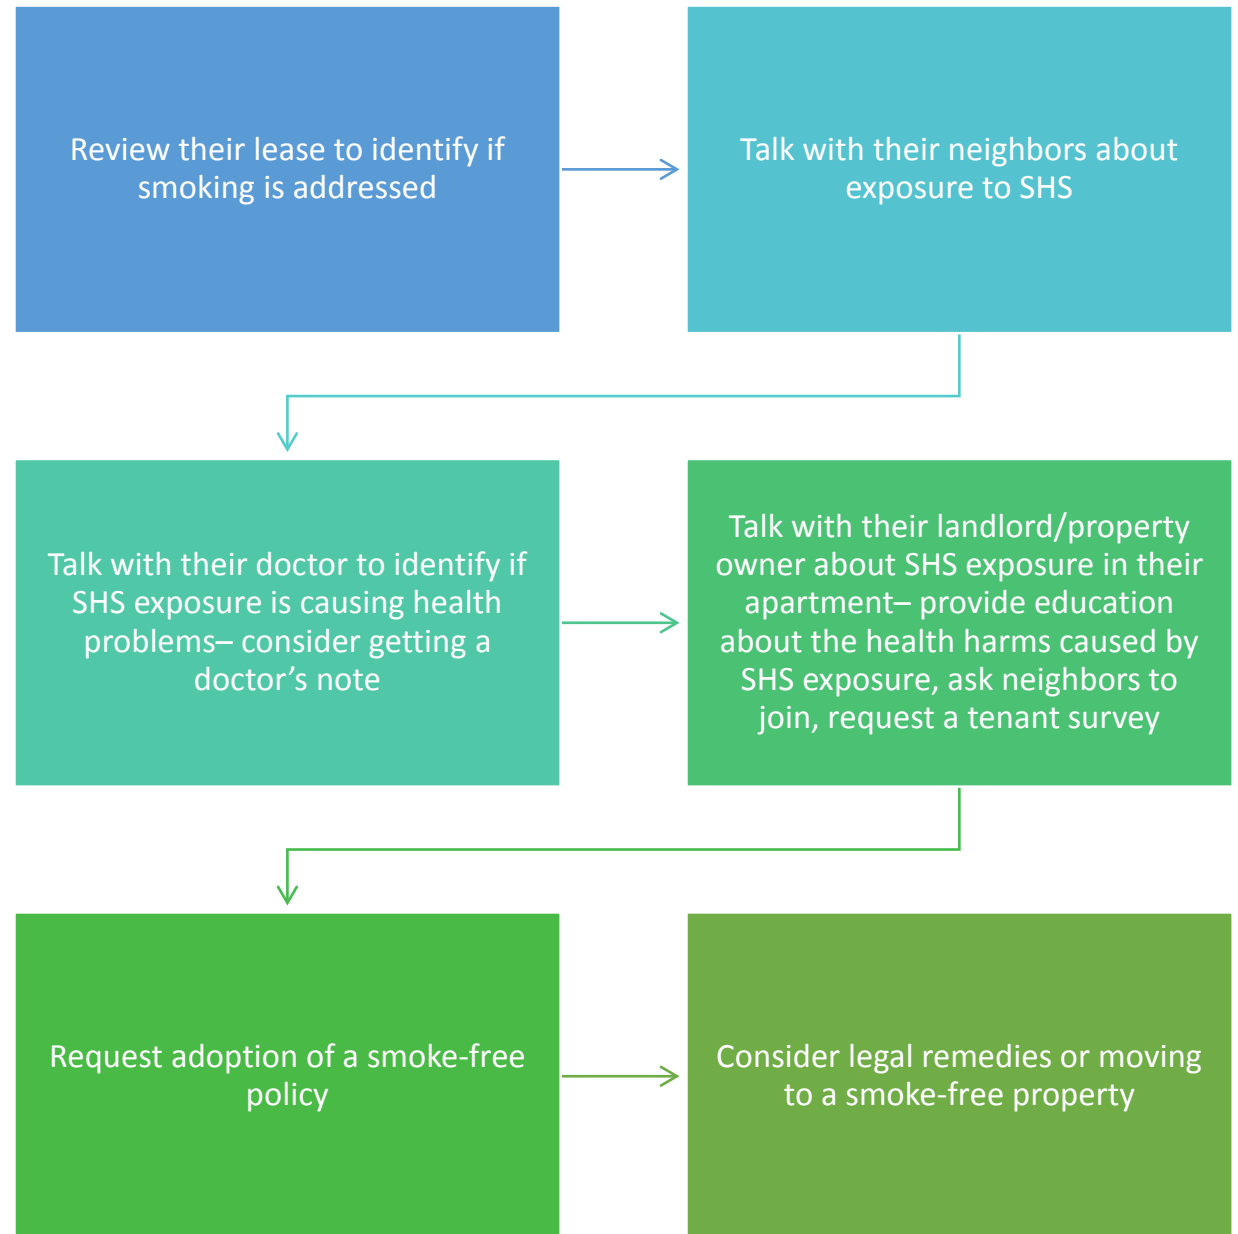 Review their lease to identify if
smoking is addressed
Talk with their neighbors about
exposure to SHS
Talk with their doctor to identify if
SHS exposure is causing health
problems– consider getting a
doctor’s note
Talk with their landlord/property
owner about SHS exposure in their
apartment– provide education
about the health harms caused by
SHS exposure, ask neighbors to
join, request a tenant survey
Request adoption of a smoke-free
policy
Consider legal remedies or moving
to a smoke-free property